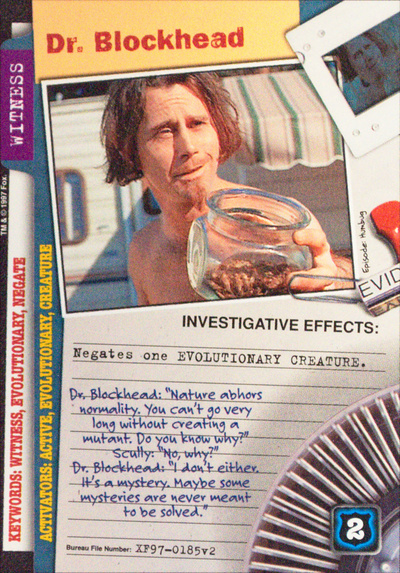 Dr. Blockhead
WITNESS
TM & © 1997 Fox.
KEYWORDS: WITNESS, EVOLUTIONARY, NEGATE
ACTIVATORS: ACTIVE, EVOLUTIONARY, CREATURE
Episode: Humbug
EVID
INVESTIGATIVE EFFECTS:
Negates one EVOLUTIONARY CREATURE.
Dr. Blockhead: "Nature abhors
normality. You can't go very
long without creating a
mutant. Do you know why?"
Scully: "No, why?"
Dr. Blockhead: "I don't either.
It's a mystery. Maybe some
mysteries are never meant
to be solved."
2
Bureau File Number: XF97-0185v2